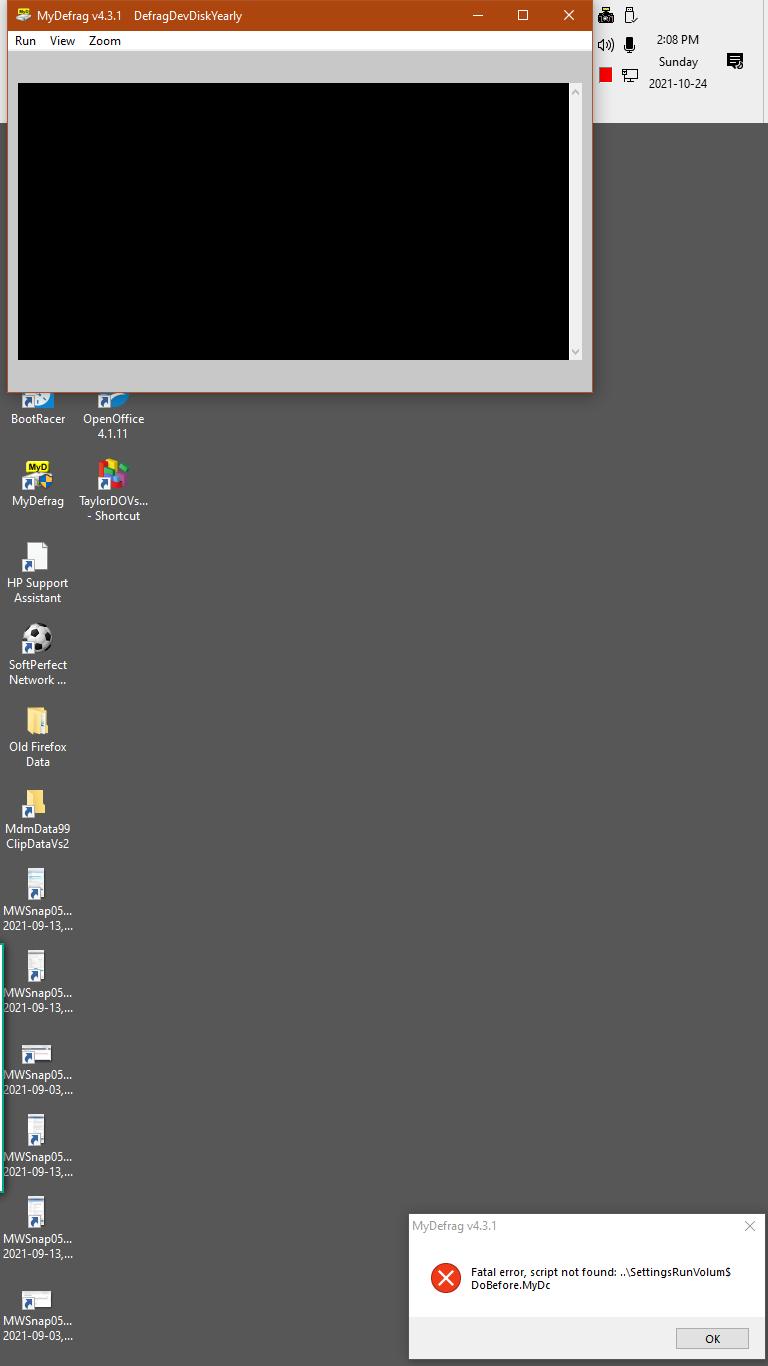 MyDefrag v4.3.1 DefragDevDiskYearly
Run View Zoom
2:08 PM
Sunday
2021-10-24
BootRacer
OpenOffice
4.1.11
MyD
MyDefrag
TaylorDOVs...
- Shortcut
HP Support
Assistant
SoftPerfect
Network ...
Old Firefox
Data
MdmData99
ClipDataVs2
MWSnap05...
2021-09-13,...
MWSnap05...
2021-09-13,...
MWSnap05...
2021-09-03,...
MWSnap05...
2021-09-13,...
MWSnap05...
2021-09-13,...
MWSnap05...
2021-09-03,...
MyDefrag v4.3.1
Fatal error, script not found: ..\SettingsRunVolum$
DoBefore.MyDc
OK